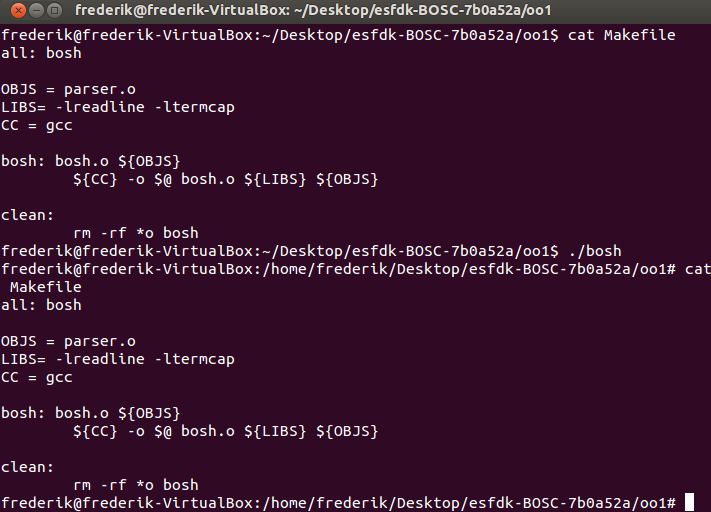 frederik@frederik-VirtualBox: ~/Desktop/esfdk-BOSC-7b0a52a/oo1
frederik@frederik-VirtualBox:~/Desktop/esfdk-BOSC-7b0a52a/oo1$ cat Makefile
all: bosh

OBJS = parser.o
LIBS= -lreadline -ltermcap
CC = gcc

bosh: bosh.o ${OBJS}
        ${CC} -o $@ bosh.o ${LIBS} ${OBJS}

clean:
        rm -rf *o bosh
frederik@frederik-VirtualBox:~/Desktop/esfdk-BOSC-7b0a52a/oo1$ ./bosh
frederik@frederik-VirtualBox:/home/frederik/Desktop/esfdk-BOSC-7b0a52a/oo1# cat
 Makefile
all: bosh

OBJS = parser.o
LIBS= -lreadline -ltermcap
CC = gcc

bosh: bosh.o ${OBJS}
        ${CC} -o $@ bosh.o ${LIBS} ${OBJS}

clean:
        rm -rf *o bosh
frederik@frederik-VirtualBox:/home/frederik/Desktop/esfdk-BOSC-7b0a52a/oo1#